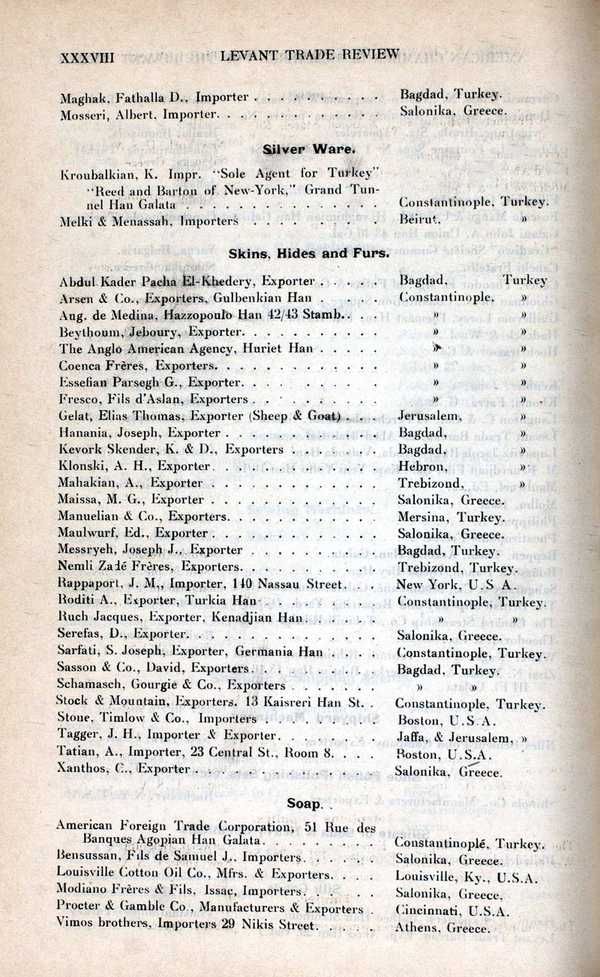 XXXVIII LEVANT TRADE REVIEW
Maghak, Fathalla D., Importer . . . . . . . . . Bagdad, Turkey.
Mosseri, Albert, Importer. . . . . . . . . . . Salonika, Greece.
Silver Ware.
Kroubalkian, K. Impr. "Sole Agent for Turkey"
"Reed and Barton of New-York," Grand Tun-
nel Han Galata . . . . . . . . . . . . . Constantinople, Turkey.
Melki & Menassah, Importers . . . . . . . . Beirut, »
Skins, Hides and Furs.
Abdul Kader Pacha El-Khedery, Exporter . . . . . Bagdad, Turkey
Arsen & Co., Exporters, Gulbenkian Han . . . . . Constantinople, »
Aug. de Medina, Hazzopoulo Han 42/43 Stamb.. . . » »
Beythoum, Jeboury, Exporter. . . . . . . . . . » »
The Anglo American Agency, Huriet Han . . . . . » »
Coenca Frères, Exporters. . . . . . . . . . . . » »
Essefian Parsegh G., Exporter. . . . . . . . . . » »
Fresco, Fils d'Aslan, Exporters . . . . . . . . . » »
Gelat, Elias Thomas, Exporter (Sheep & Goat) . . . Jerusalem, »
Hanania, Joseph, Exporter . . . . . . . . . . . Bagdad, »
Kevork Skender, K. & D., Exporters . . . . . . . Bagdad, »
Klonski, A. H., Exporter . . . . . . . . . . . . Hebron, »
Mahakian, A., Exporter . . . . . . . . . . . . Trebizond, »
Maissa, M. G., Exporter . . . . . . . . . . . . Salonika, Greece.
Manuelian & Co., Exporters. . . . . . . . . . . Mersina, Turkey.
Maulwurf, Ed., Exporter . . . . . . . . . . . . Salonika, Greece.
Messryeh, Joseph J., Exporter . . . . . . . . . Bagdad, Turkey.
Nemli Zadé Frères, Exporters. . . . . . . . . . Trebizond, Turkey.
Rappaport, J. M., Importer, 140 Nassau Street. . . New York, U.S A.
Roditi A., Exporter, Turkia Han . . . . . . . . Constantinople, Turkey.
Ruch Jacques, Exporter, Kenadjian Han. . . . . . » »
Serefas, D., Exporter. . . . . . . . . . . . . . Salonika, Greece.
Sarfati, S. Joseph, Exporter, Germania Han . . . . Constantinople, Turkey.
Sasson & Co., David, Exporters. . . . . . . . . Bagdad, Turkey.
Schamasch, Gourgie & Co., Exporters . . . . . . . » »
Stock & Mountain, Exporters. 13 Kaisreri Han St. . Constantinople, Turkey.
Stone, Timlow & Co., Importers . . . . . . . . Boston, U.S.A.
Tagger, J. H., Importer & Exporter. . . . . . . . Jaffa, & Jerusalem, »
Tatian, A., Importer, 23 Central St., Room 8. . . . Boston, U.S.A.
Xanthos, C., Exporter . . . . . . . . . . . . . Salonika, Greece.
Soap.
American Foreign Trade Corporation, 51 Rue des
Banques Agopian Han Galata. . . . . . . . . Constantinople, Turkey.
Bensussan, Fils de Samuel J., Importers. . . . . . Salonika, Greece.
Louisville Cotton Oil Co., Mfrs. & Exporters. . . . Louisville, Ky., U.S.A.
Modiano Frères & Fils, Issac, Importers. . . . . . Salonika, Greece.
Procter & Gamble Co., Manufacturers & Exporters . Cincinnati, U.S.A.
Vimos brothers, Importers 29 Nikis Street. . . . . Athens, Greece.